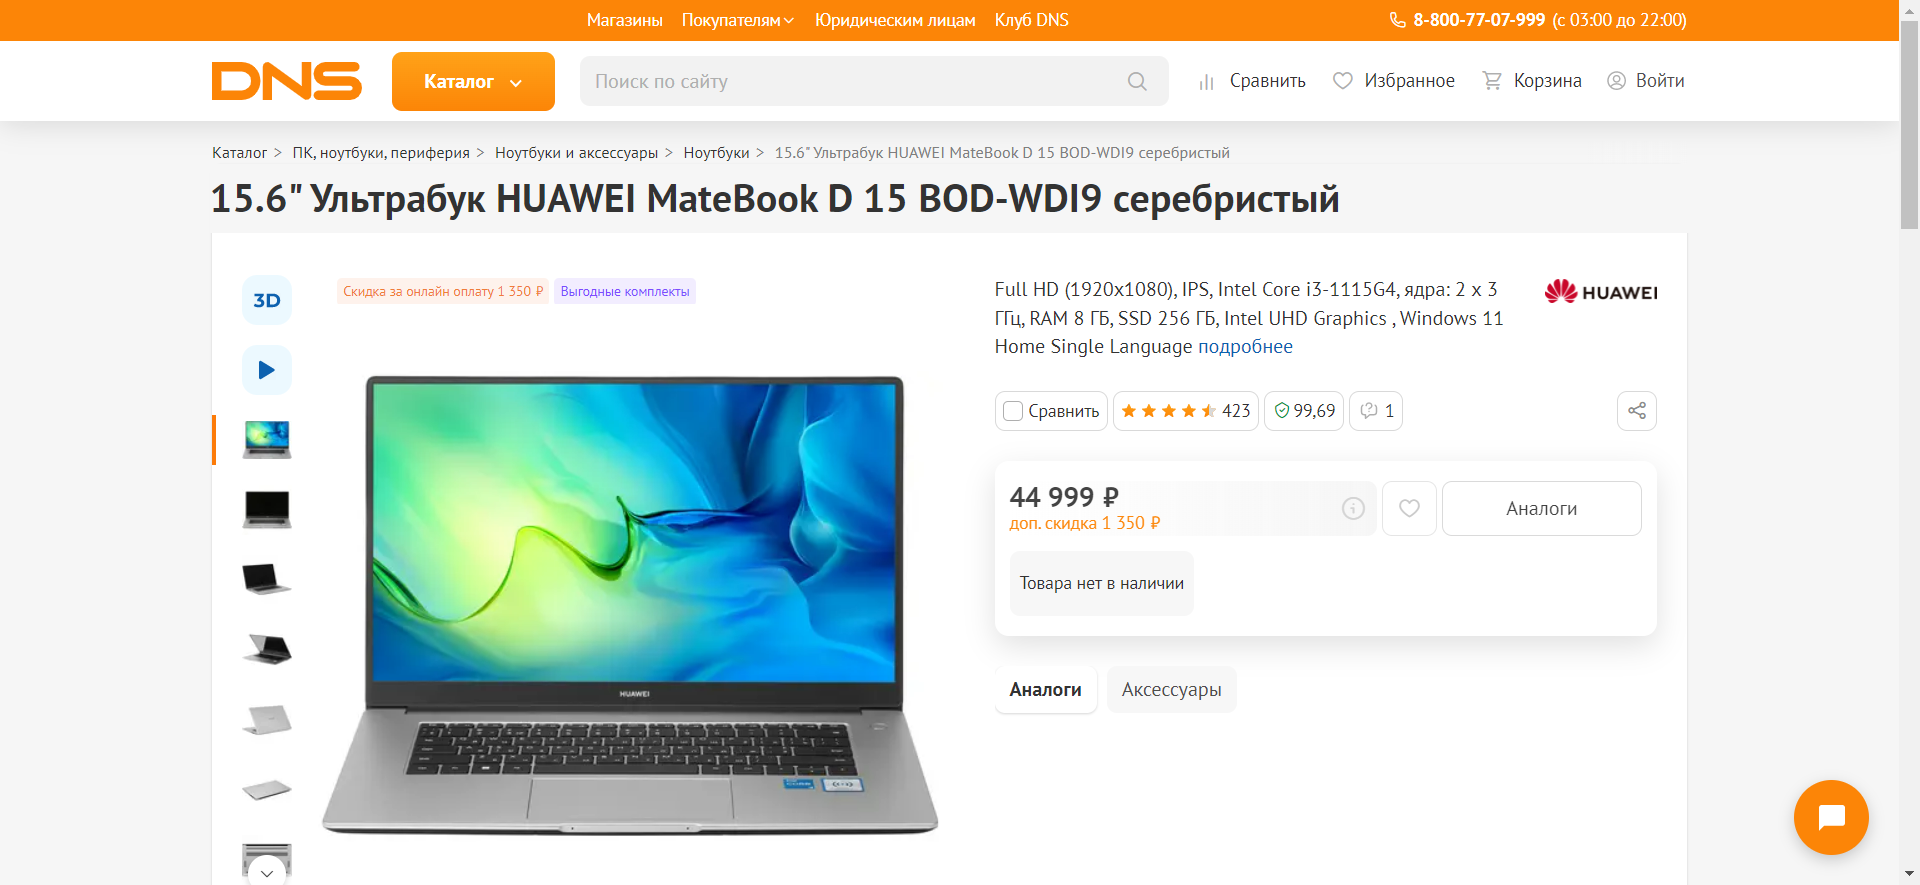 Магазины Покупателям Юридическим лицам Клуб DNS 8-800-77-07-999 (с 03:00 до 22:00)
DNS Каталог Поиск по сайту Сравнить Избранное Корзина Войти
Каталог > ПК, ноутбуки, периферия > Ноутбуки и аксессуары > Ноутбуки > 15.6" Ультрабук HUAWEI MateBook D 15 BOD-WDI9 серебристый
15.6" Ультрабук HUAWEI MateBook D 15 BOD-WDI9 серебристый
3D
Скидка за онлайн оплату 1 350 ₽ Выгодные комплекты
HUAWEI
Full HD (1920x1080), IPS, Intel Core i3-1115G4, ядра: 2 х 3
ГГц, RAM 8 ГБ, SSD 256 ГБ, Intel UHD Graphics , Windows 11
Home Single Language подробнее
HUAWEI
Сравнить 423 99,69 1
44 999 ₽
доп. скидка 1 350 ₽
Аналоги
Товара нет в наличии
Аналоги Аксессуары